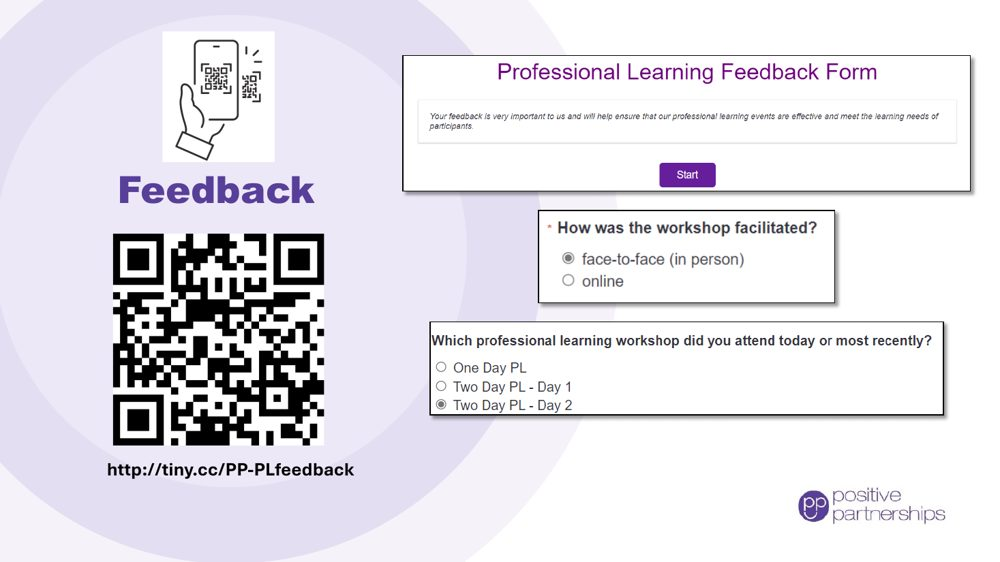 Feedback
http://tiny.cc/PP-PLfeedback
Professional Learning Feedback Form
Your feedback is very important to us and will help ensure that our professional learning events are effective and meet the learning needs of
participants.
Start
* How was the workshop facilitated?
face-to-face (in person)
online
Which professional learning workshop did you attend today or most recently?
One Day PL
Two Day PL - Day 1
Two Day PL - Day 2
pp positive
partnerships